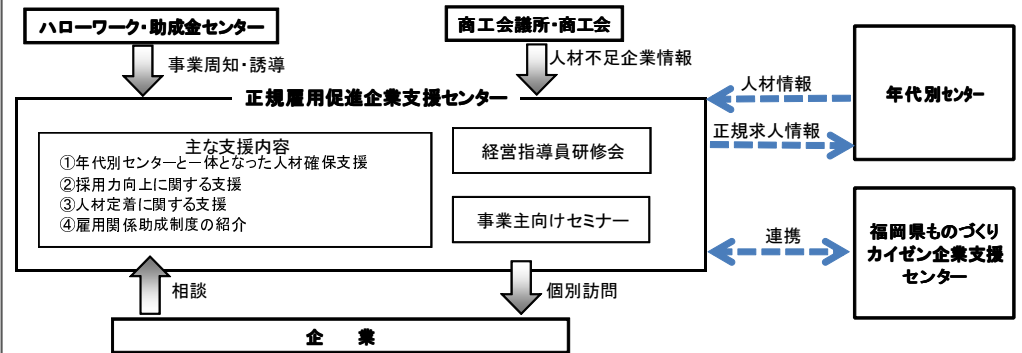 ハローワーク・助成金センター
商工会議所・商工会
事業周知・誘導
人材不足企業情報
正規雇用促進企業支援センター
人材情報
年代別センター
正規求人情報
主な支援内容
①年代別センターと一体となった人材確保支援
②採用力向上に関する支援
③人材定着に関する支援
④雇用関係助成制度の紹介
経営指導員研修会
事業主向けセミナー
連携
福岡県ものづくり
カイゼン企業支援
センター
相談
個別訪問
企　業